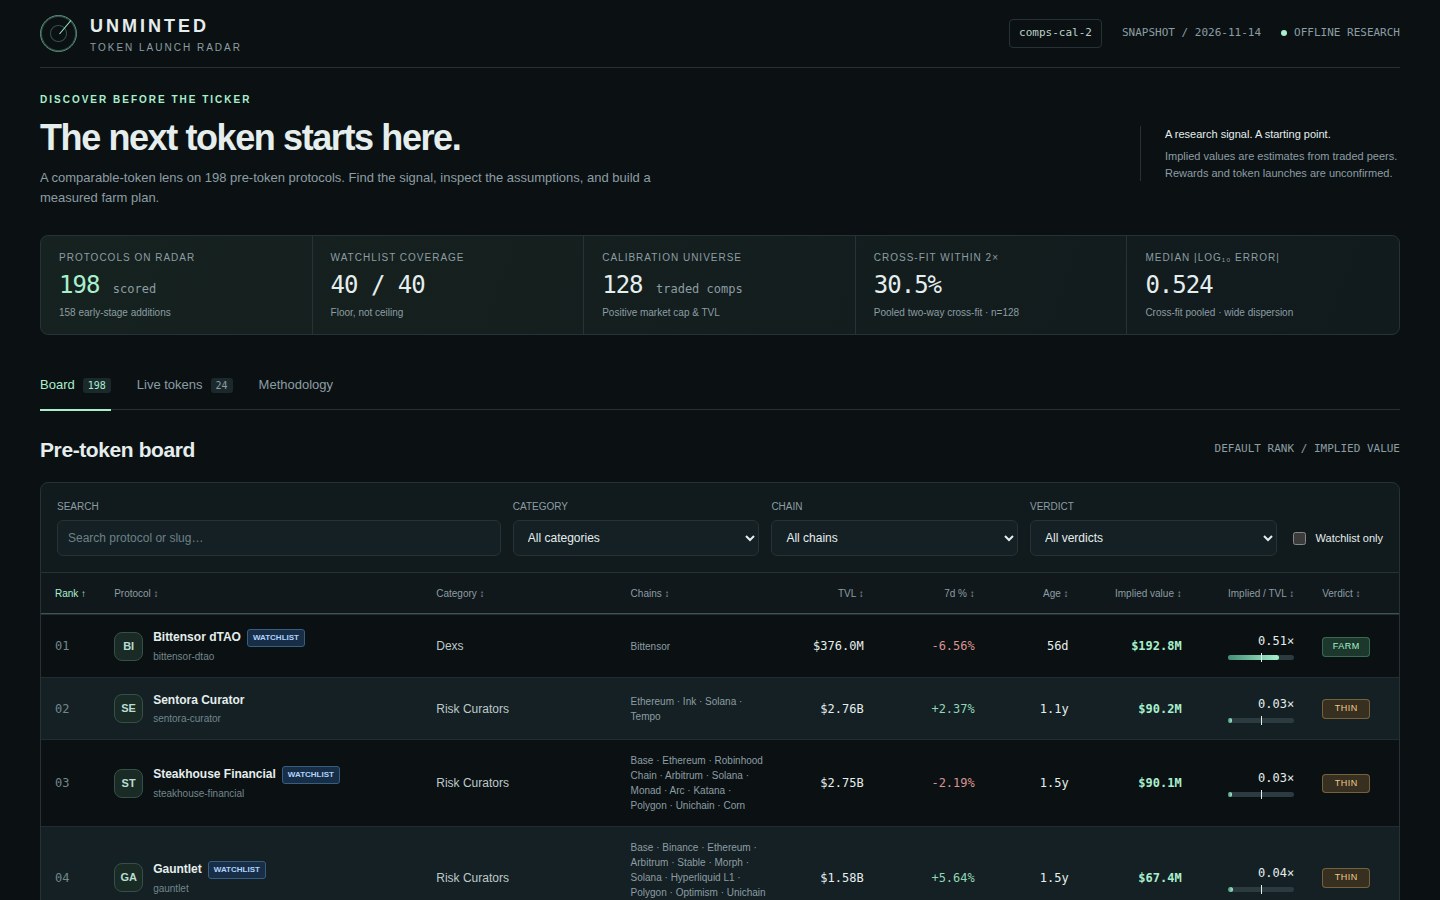 UNMINTED
TOKEN LAUNCH RADAR
comps-cal-2
SNAPSHOT / 2026-11-14
OFFLINE RESEARCH
DISCOVER BEFORE THE TICKER
The next token starts here.
A comparable-token lens on 198 pre-token protocols. Find the signal, inspect the assumptions, and build a
measured farm plan.
A research signal. A starting point.
Implied values are estimates from traded peers.
Rewards and token launches are unconfirmed.
PROTOCOLS ON RADAR
198 scored
158 early-stage additions
WATCHLIST COVERAGE
40 / 40
Floor, not ceiling
CALIBRATION UNIVERSE
128 traded comps
Positive market cap & TVL
CROSS-FIT WITHIN 2×
30.5%
Pooled two-way cross-fit · n=128
MEDIAN |LOG₁₀ ERROR|
0.524
Cross-fit pooled · wide dispersion
Board 198
Live tokens 24
Methodology
Pre-token board
DEFAULT RANK / IMPLIED VALUE
SEARCH
Search protocol or slug…
CATEGORY
All categories
CHAIN
All chains
VERDICT
All verdicts
Watchlist only
Rank ↑ Protocol ↕ Category ↕ Chains ↕ TVL ↕ 7d % ↕ Age ↕ Implied value ↕ Implied / TVL ↕ Verdict ↕
01 BI Bittensor dTAO WATCHLIST
bittensor-dtao
Dexs
Bittensor
$376.0M
-6.56%
56d
$192.8M
0.51×
FARM
02 SE Sentora Curator
sentora-curator
Risk Curators
Ethereum · Ink · Solana ·
Tempo
$2.76B
+2.37%
1.1y
$90.2M
0.03×
THIN
03 ST Steakhouse Financial WATCHLIST
steakhouse-financial
Risk Curators
Base · Ethereum · Robinhood
Chain · Arbitrum · Solana ·
Monad · Arc · Katana ·
Polygon · Unichain · Corn
$2.75B
-2.19%
1.5y
$90.1M
0.03×
THIN
04 GA Gauntlet WATCHLIST
gauntlet
Risk Curators
Base · Binance · Ethereum ·
Arbitrum · Stable · Morph ·
Solana · Hyperliquid L1 ·
Polygon · Optimism · Unichain
$1.58B
+5.64%
1.5y
$67.4M
0.04×
THIN